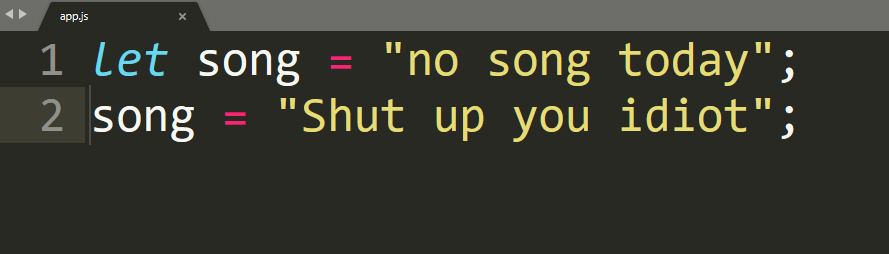 app.js
1 let song = "no song today";
2 song = "Shut up you idiot";